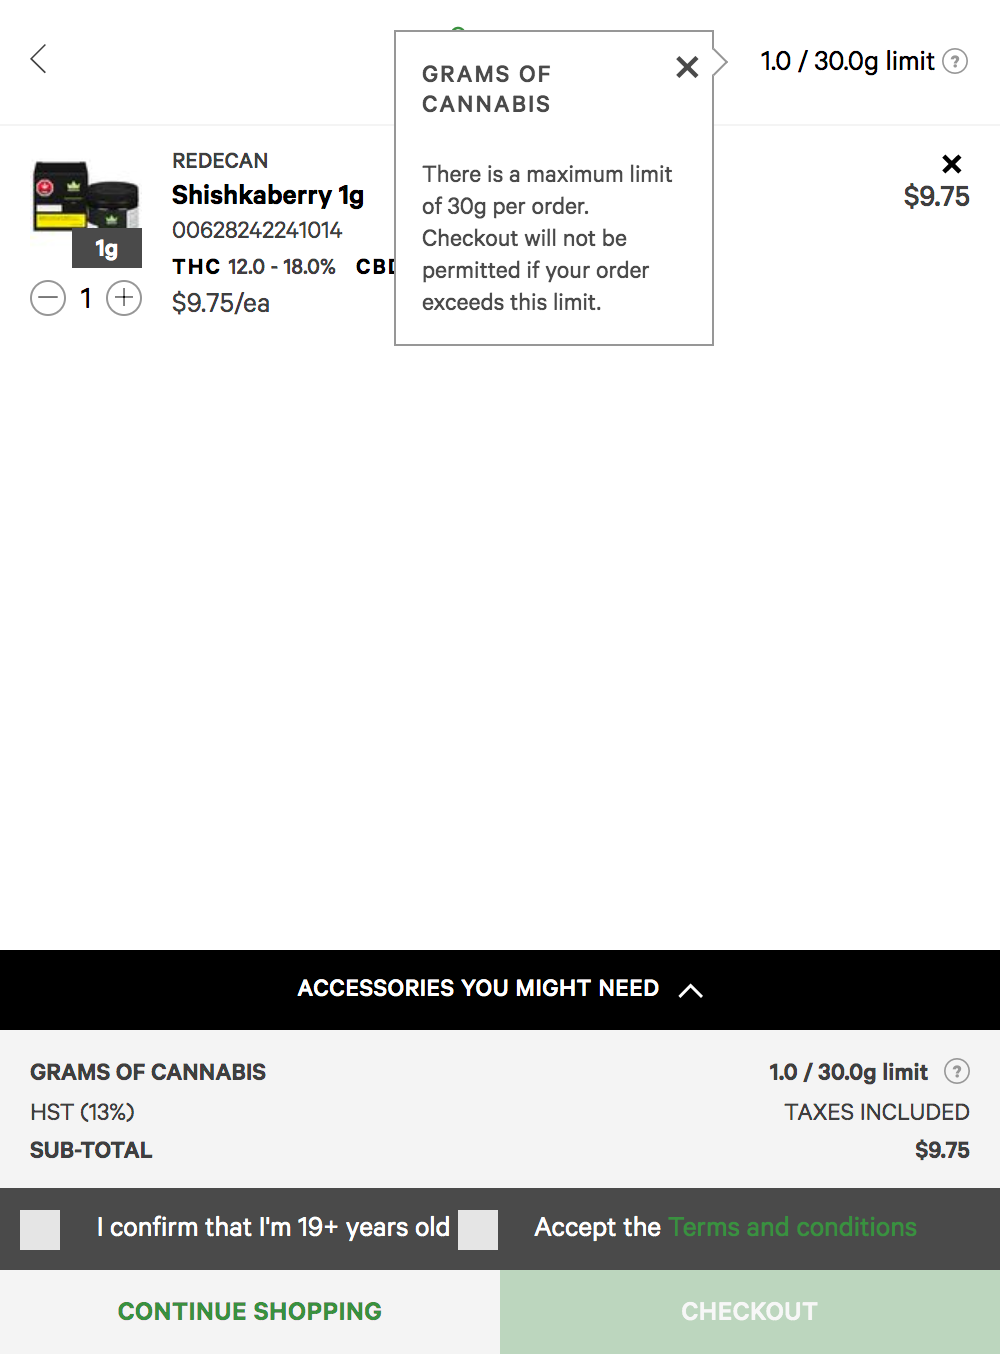 1.0 / 30.0g limit ?
GRAMS OF
CANNABIS
There is a maximum limit
of 30g per order.
Checkout will not be
permitted if your order
exceeds this limit.
REDECAN
Shishkaberry 1g
00628242241014
THC 12.0 - 18.0% CBD
$9.75/ea
1g
1
$9.75
ACCESSORIES YOU MIGHT NEED
GRAMS OF CANNABIS 1.0 / 30.0g limit ?
HST (13%) TAXES INCLUDED
SUB-TOTAL $9.75
I confirm that I'm 19+ years old Accept the Terms and conditions
CONTINUE SHOPPING CHECKOUT